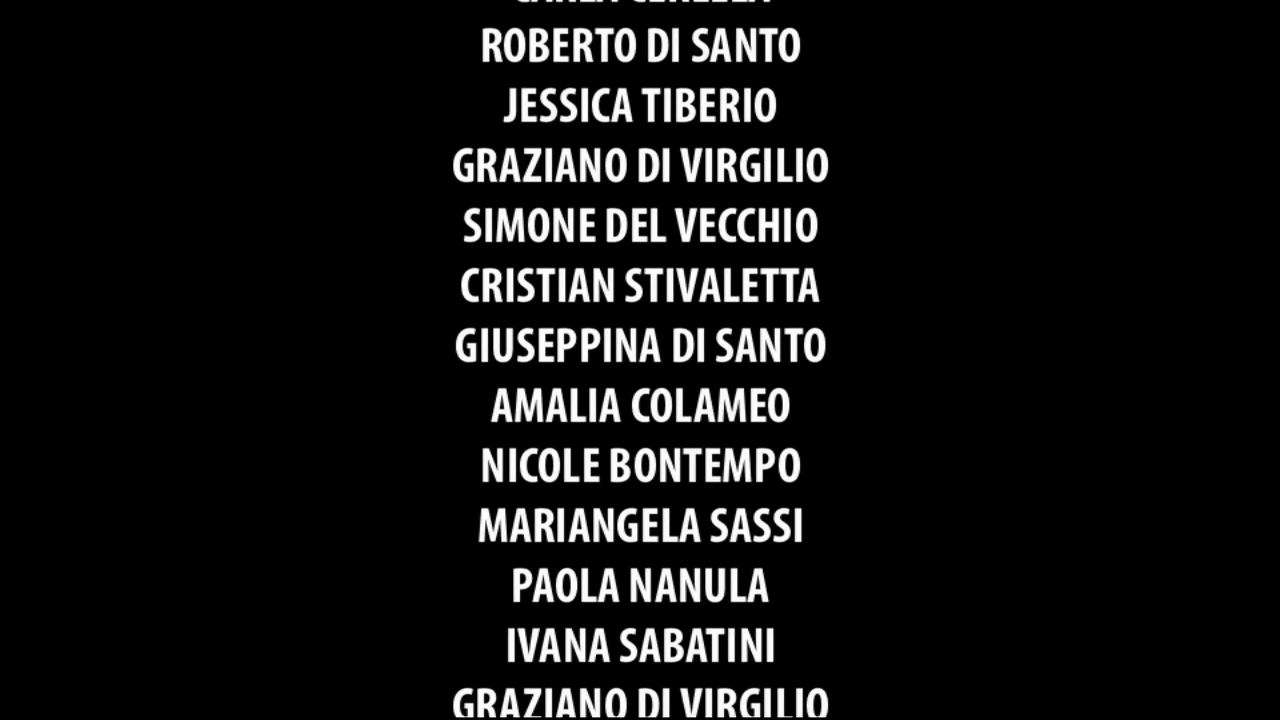 ROBERTO DI SANTO
JESSICA TIBERIO
GRAZIANO DI VIRGILIO
SIMONE DEL VECCHIO
CRISTIAN STIVALETTA
GIUSEPPINA DI SANTO
AMALIA COLAMEO
NICOLE BONTEMPO
MARIANGELA SASSI
PAOLA NANULA
IVANA SABATINI
GRAZIANO DI VIRGILIO